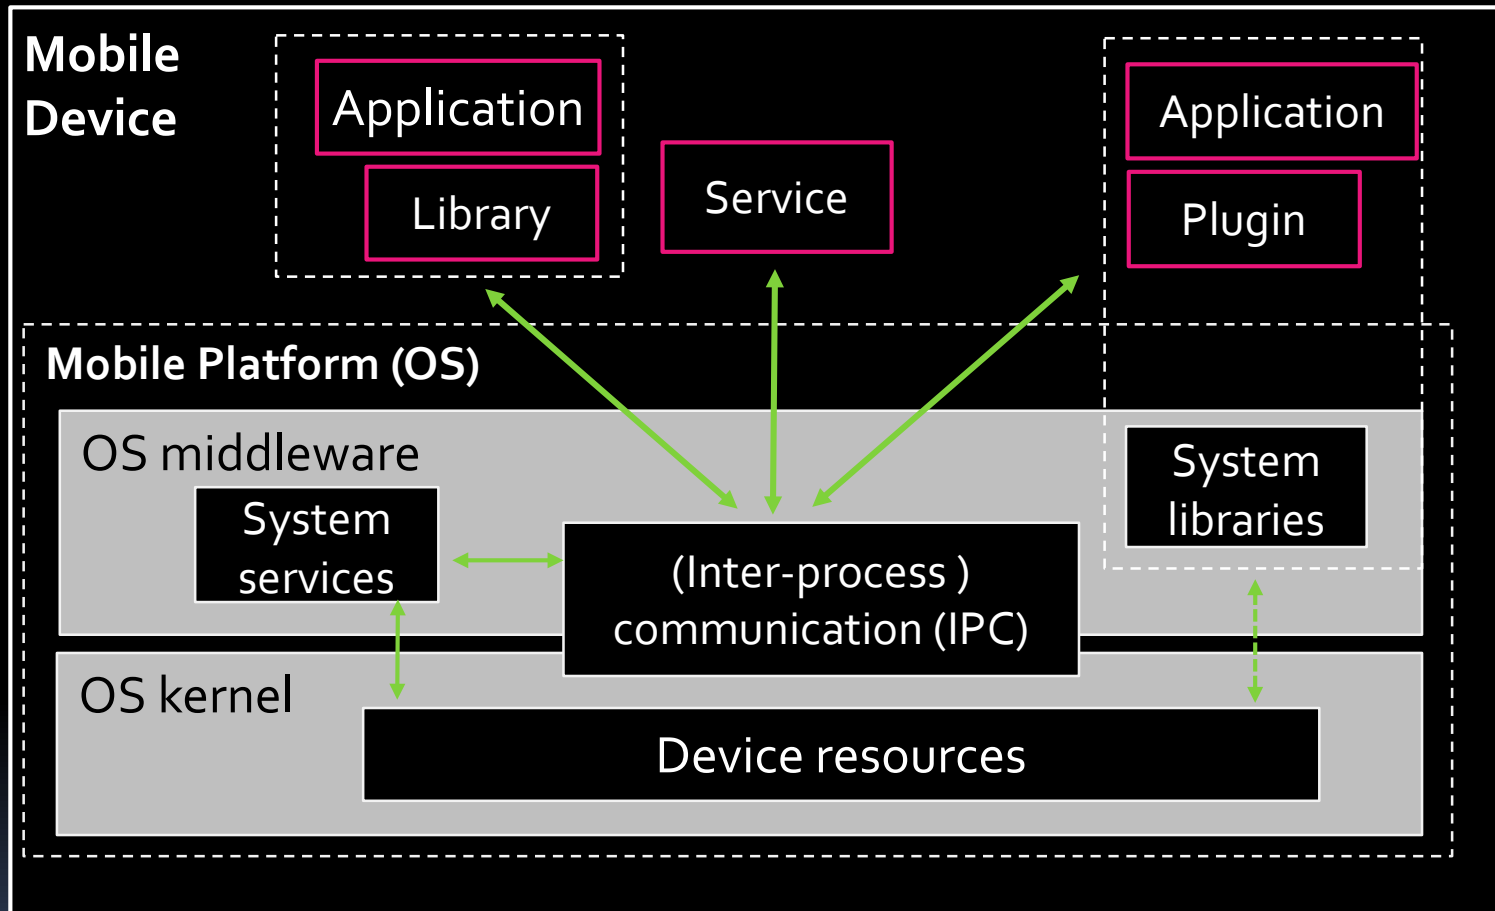 Mobile
Device
Application
Library
Service
Application
Plugin
Mobile Platform (OS)
OS middleware
System
services
(Inter-process )
communication (IPC)
System
libraries
OS kernel
Device resources